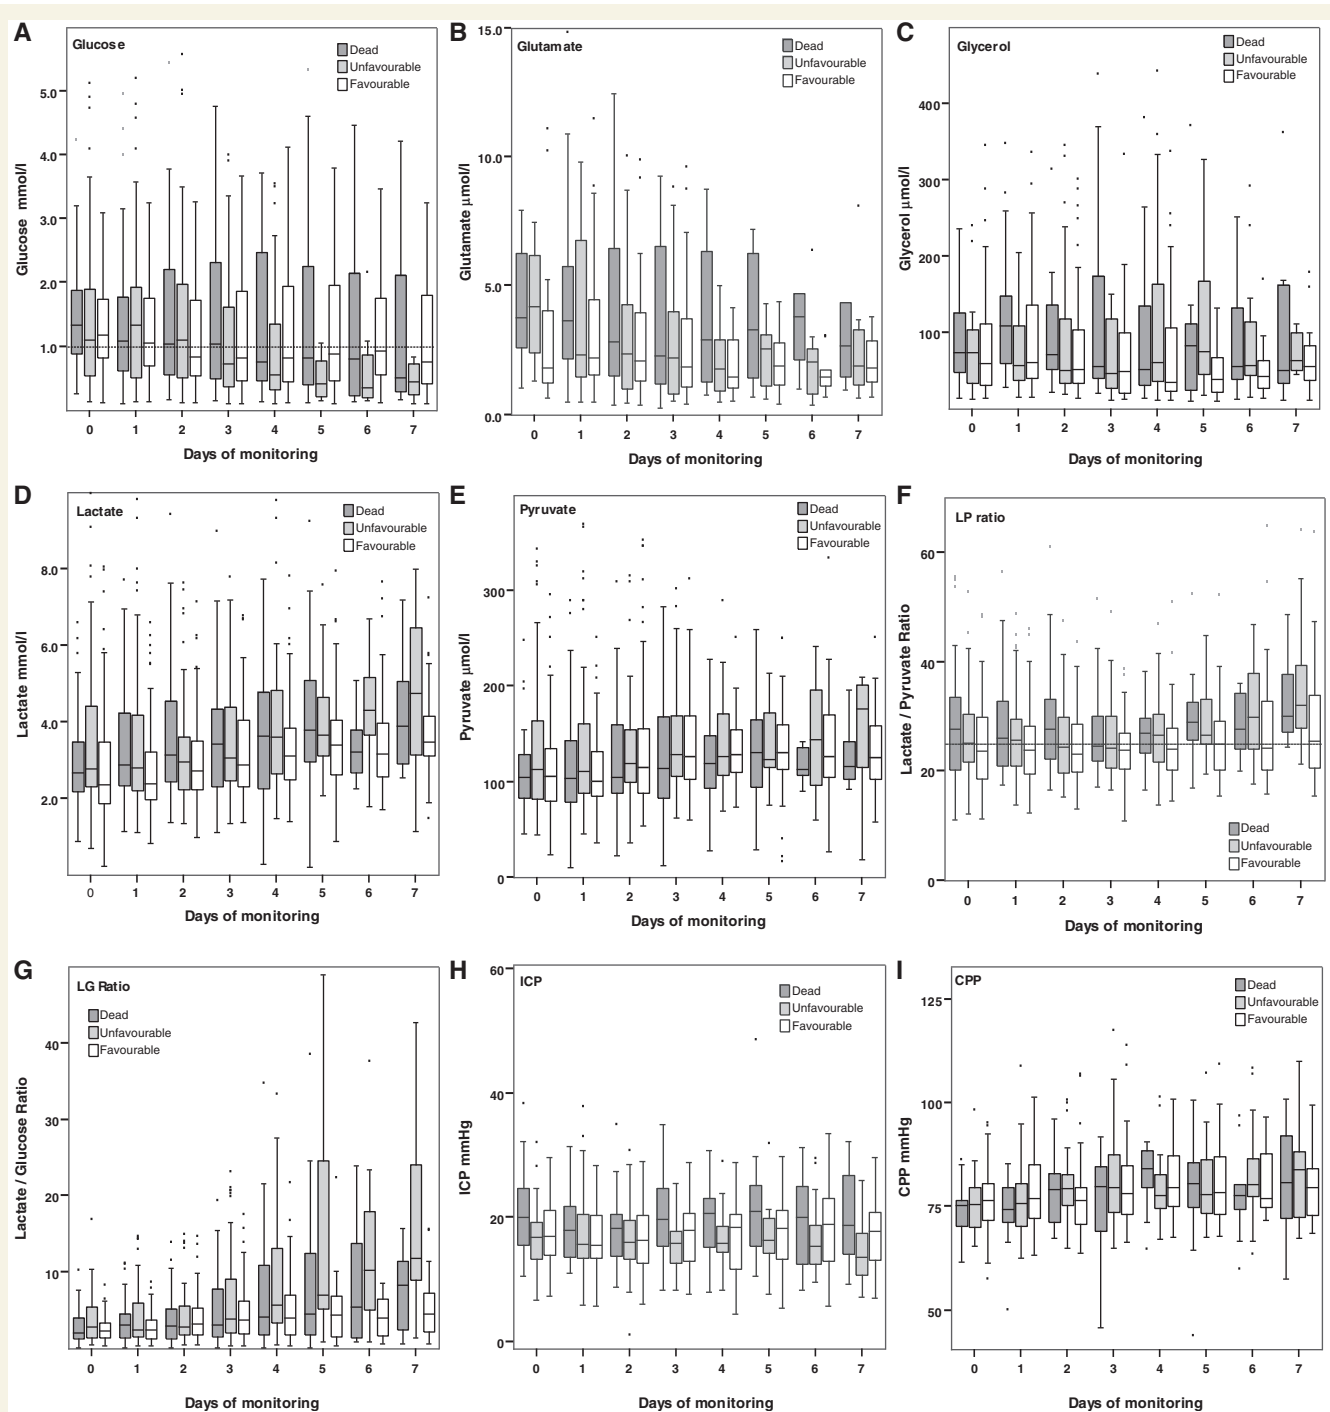 A
Glucose
Dead
Unfavourable
Favourable
Glucose mmol/l
5.0
4.0
3.0
2.0
1.0
0 1 2 3 4 5 6 7
Days of monitoring
B
Glutamate
Dead
Unfavourable
Favourable
Glutamate µmol/l
15.0
10.0
5.0
0.0
0 1 2 3 4 5 6 7
Days of monitoring
C
Glycerol
Dead
Unfavourable
Favourable
Glycerol µmol/l
400
300
200
100
0 1 2 3 4 5 6 7
Days of monitoring
D
Lactate
Dead
Unfavourable
Favourable
Lactate mmol/l
8.0
6.0
4.0
2.0
0 1 2 3 4 5 6 7
Days of monitoring
E
Pyruvate
Dead
Unfavourable
Favourable
Pyruvate µmol/l
300
200
100
0
0 1 2 3 4 5 6 7
Days of monitoring
F
LP ratio
Dead
Unfavourable
Favourable
Lactate / Pyruvate Ratio
60
40
20
0
0 1 2 3 4 5 6 7
Days of monitoring
G
LG Ratio
Dead
Unfavourable
Favourable
Lactate / Glucose Ratio
40
30
20
10
0 1 2 3 4 5 6 7
Days of monitoring
H
ICP
Dead
Unfavourable
Favourable
ICP mmHg
60
40
20
0
0 1 2 3 4 5 6 7
Days of monitoring
I
CPP
Dead
Unfavourable
Favourable
CPP mmHg
125
100
75
50
0 1 2 3 4 5 6 7
Days of monitoring